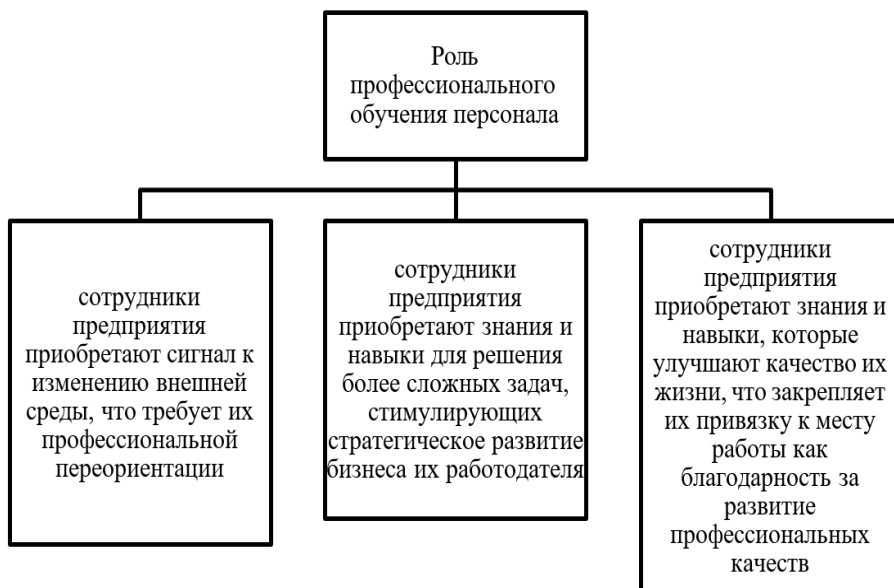 Роль
профессионального
обучения персонала
сотрудники
предприятия
приобретают сигнал к
изменению внешней
среды, что требует их
профессиональной
переориентации
сотрудники
предприятия
приобретают знания и
навыки для решения
более сложных задач,
стимулирующих
стратегическое развитие
бизнеса их работодателя
сотрудники
предприятия
приобретают знания и
навыки, которые
улучшают качество их
жизни, что закрепляет
их привязку к месту
работы как
благодарность за
развитие
профессиональных
качеств